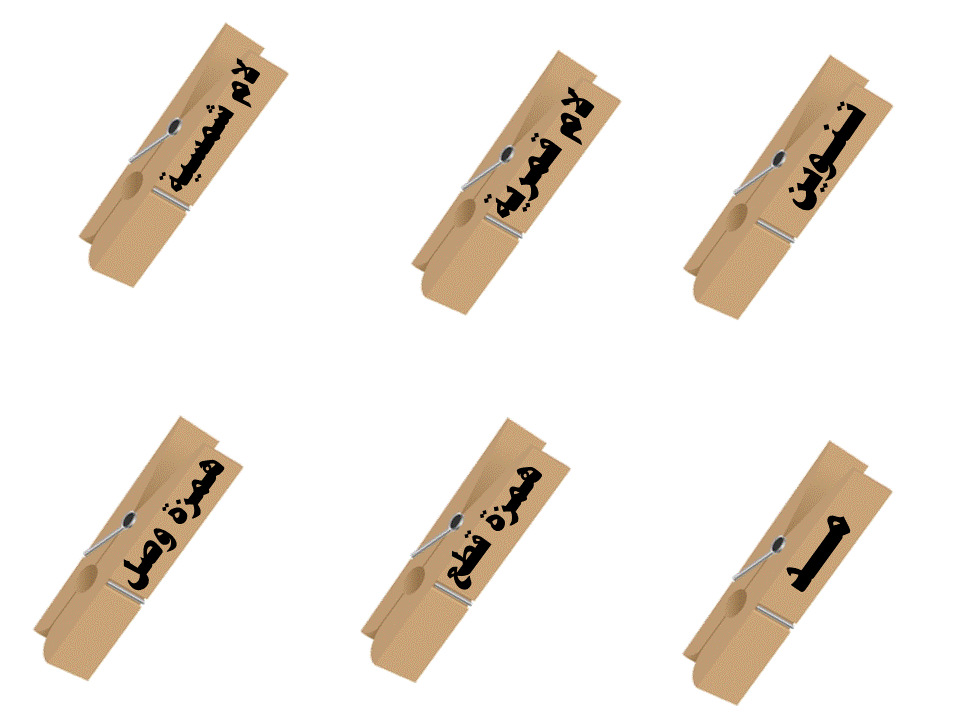 لام شمسية
لام قمرية
تنوين
همزة وصل
همزة قطع
مد